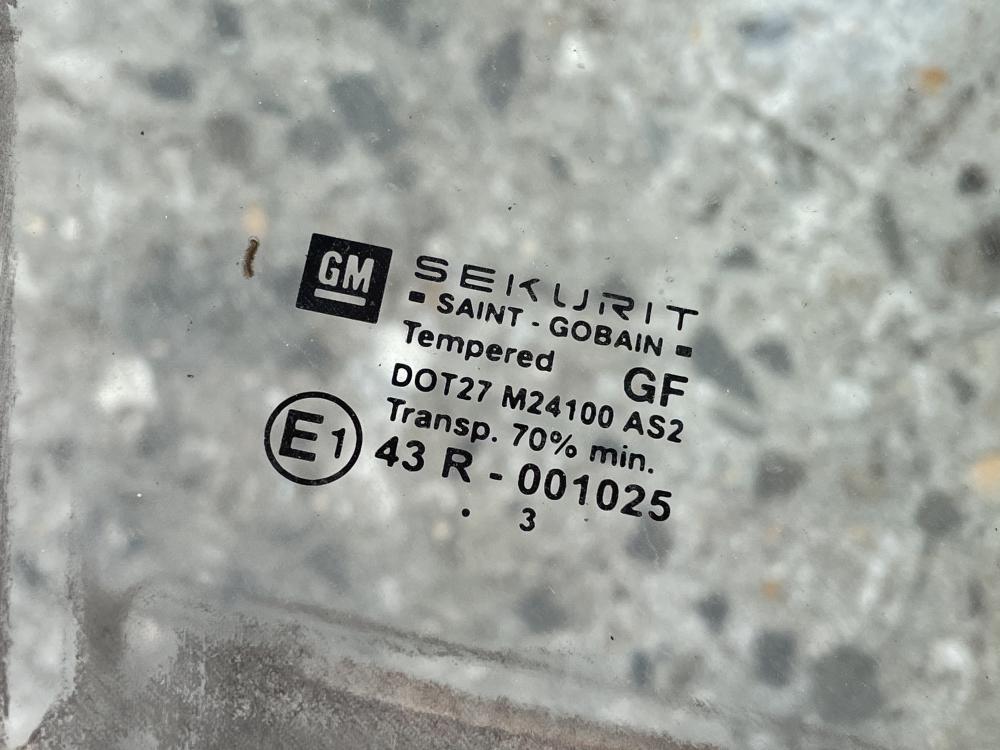 GM
SEKURIT
SAINT - GOBAIN
Tempered GF
DOT27 M24100 AS2
Transp. 70% min.
E1 43 R - 001025
. 3